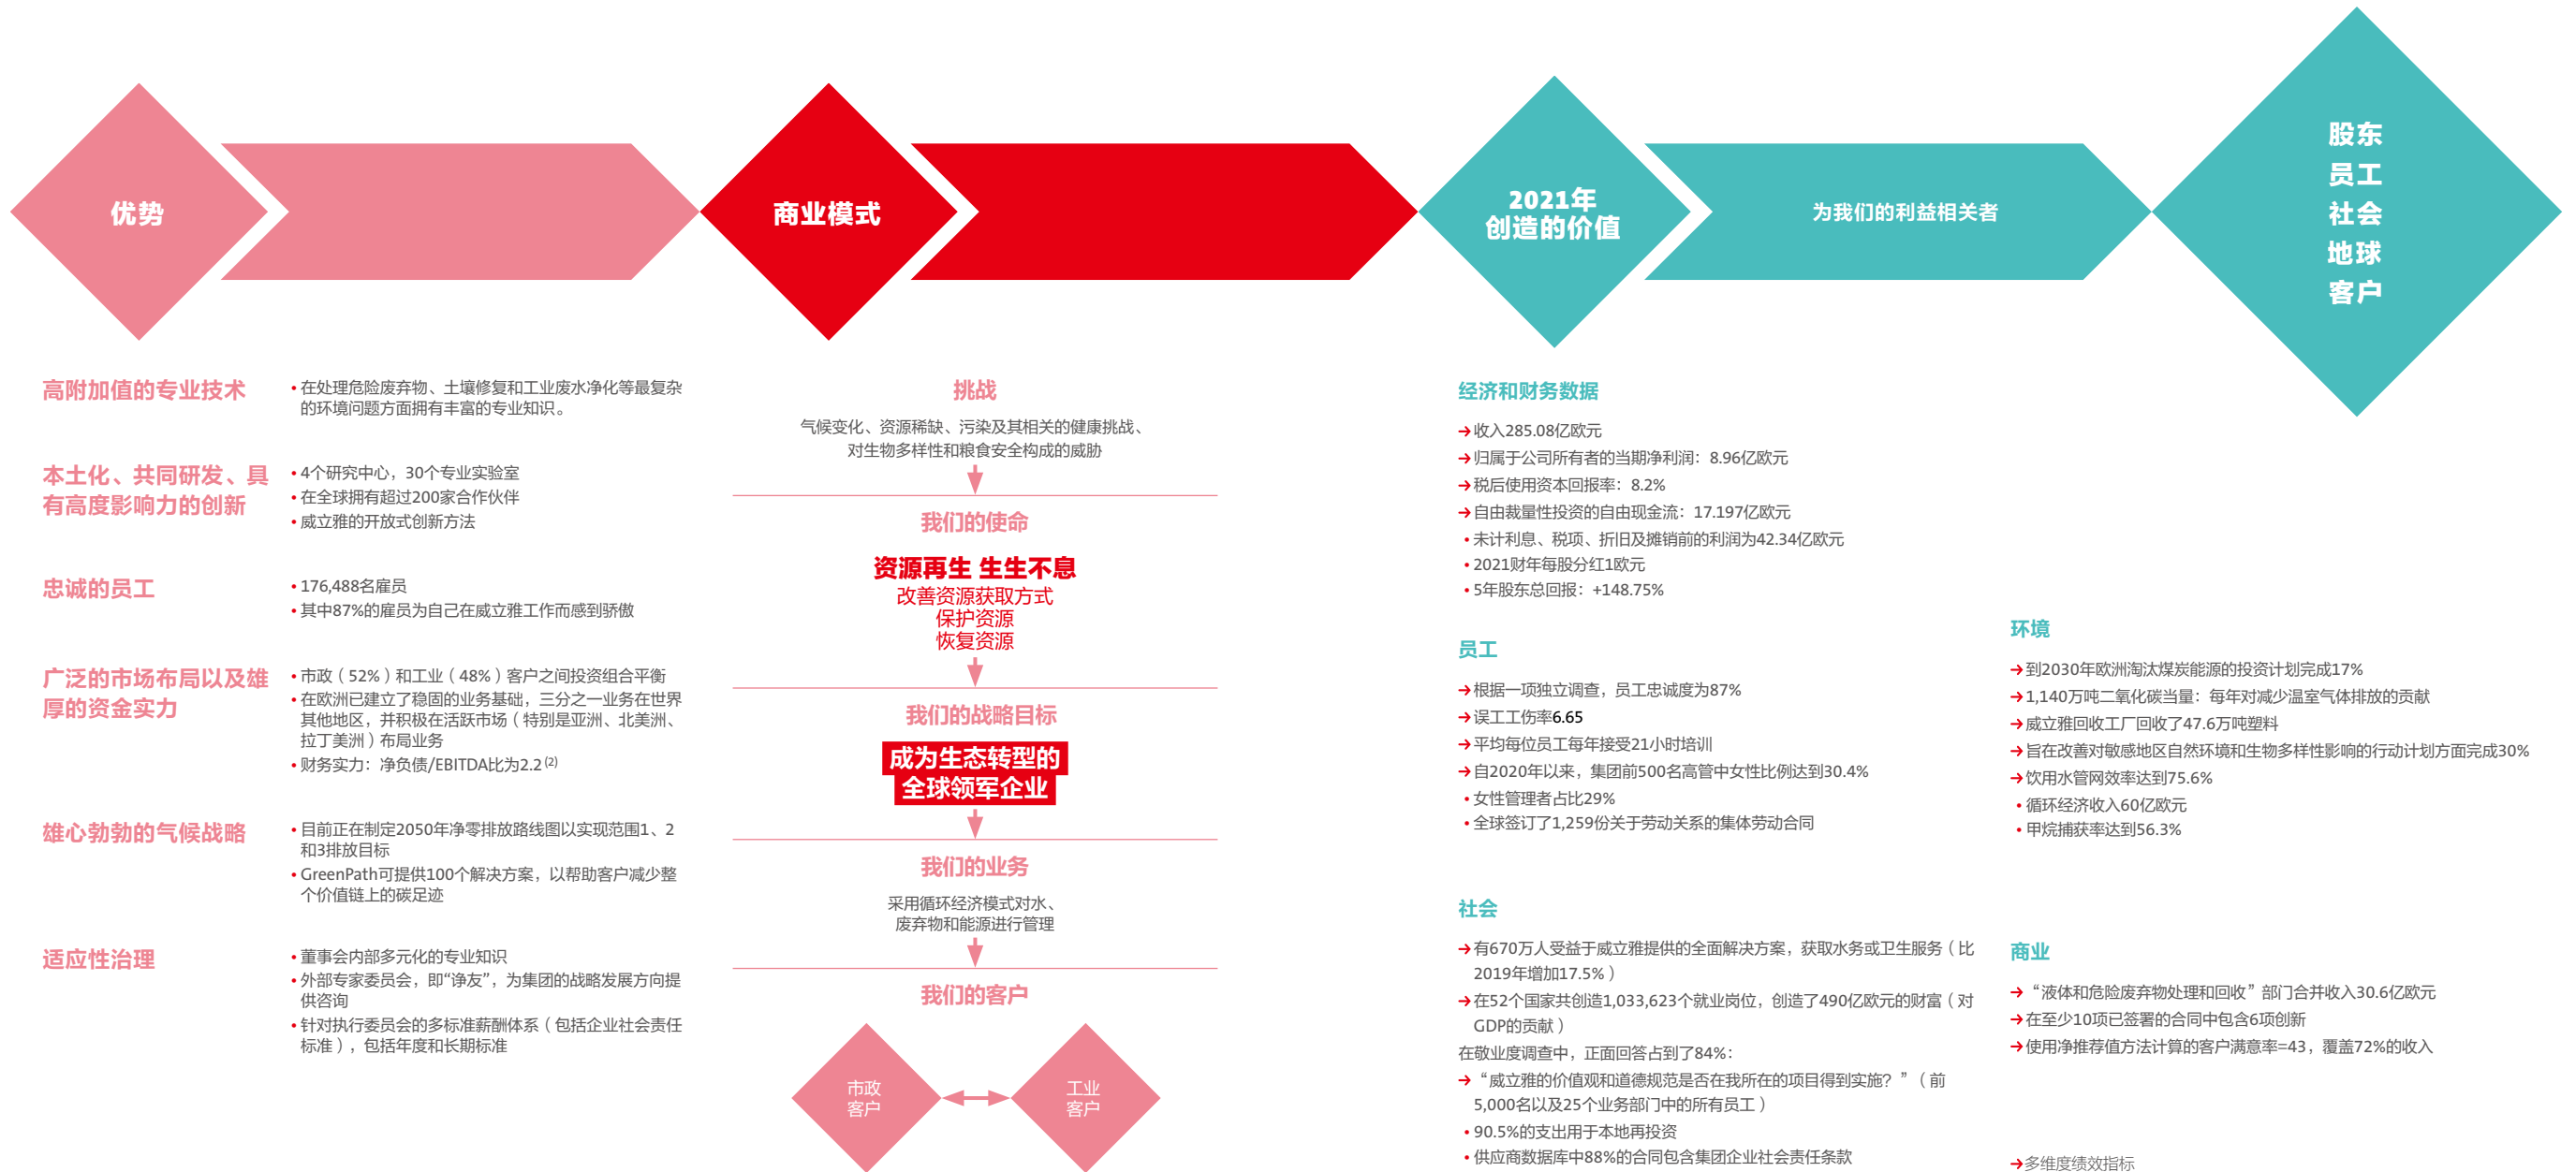 优势
商业模式
2021年
创造的价值
为我们的利益相关者
股东
员工
社会
地球
客户
高附加值的专业技术
• 在处理危险废弃物、土壤修复和工业废水净化等最复杂
的环境问题方面拥有丰富的专业知识。
本土化、共同研发、具
有高度影响力的创新
• 4个研究中心，30个专业实验室
• 在全球拥有超过200家合作伙伴
• 威立雅的开放式创新方法
忠诚的员工
• 176,488名雇员
• 其中87%的雇员为自己在威立雅工作而感到骄傲
广泛的市场布局以及雄
厚的资金实力
• 市政（52%）和工业（48%）客户之间投资组合平衡
• 在欧洲已建立了稳固的业务基础，三分之一业务在世界
其他地区，并积极在活跃市场（特别是亚洲、北美洲、
拉丁美洲）布局业务
• 财务实力：净负债/EBITDA比为2.2 (2)
雄心勃勃的气候战略
• 目前正在制定2050年净零排放路线图以实现范围1、2
和3排放目标
• GreenPath可提供100个解决方案，以帮助客户减少整
个价值链上的碳足迹
适应性治理
• 董事会内部多元化的专业知识
• 外部专家委员会，即“诤友”，为集团的战略发展方向提
供咨询
• 针对执行委员会的多标准薪酬体系（包括企业社会责任
标准），包括年度和长期标准
挑战
气候变化、资源稀缺、污染及其相关的健康挑战、
对生物多样性和粮食安全构成的威胁
我们的使命
资源再生 生生不息
改善资源获取方式
保护资源
恢复资源
我们的战略目标
成为生态转型的
全球领军企业
我们的业务
采用循环经济模式对水、
废弃物和能源进行管理
我们的客户
市政
客户
工业
客户
经济和财务数据
→ 收入285.08亿欧元
→ 归属于公司所有者的当期净利润：8.96亿欧元
→ 税后使用资本回报率：8.2%
→ 自由裁量性投资的自由现金流：17.197亿欧元
• 未计利息、税项、折旧及摊销前的利润为42.34亿欧元
• 2021财年每股分红1欧元
• 5年股东总回报：+148.75%
员工
→ 根据一项独立调查，员工忠诚度为87%
→ 误工工伤率6.65
→ 平均每位员工每年接受21小时培训
→ 自2020年以来，集团前500名高管中女性比例达到30.4%
• 女性管理者占比29%
• 全球签订了1,259份关于劳动关系的集体劳动合同
社会
→ 有670万人受益于威立雅提供的全面解决方案，获取水务或卫生服务（比
2019年增加17.5%）
→ 在52个国家共创造1,033,623个就业岗位，创造了490亿欧元的财富（对
GDP的贡献）
在敬业度调查中，正面回答占到了84%：
→ “威立雅的价值观和道德规范是否在我所在的项目得到实施？”（前
5,000名以及25个业务部门中的所有员工）
• 90.5%的支出用于本地再投资
• 供应商数据库中88%的合同包含集团企业社会责任条款
环境
→ 到2030年欧洲淘汰煤炭能源的投资计划完成17%
→ 1,140万吨二氧化碳当量：每年对减少温室气体排放的贡献
→ 威立雅回收工厂回收了47.6万吨塑料
→ 旨在改善对敏感地区自然环境和生物多样性影响的行动计划方面完成30%
→ 饮用水管网效率达到75.6%
• 循环经济收入60亿欧元
• 甲烷捕获率达到56.3%
商业
→ “液体和危险废弃物处理和回收”部门合并收入30.6亿欧元
→ 在至少10项已签署的合同中包含6项创新
→ 使用净推荐值方法计算的客户满意率=43，覆盖72%的收入
→ 多维度绩效指标